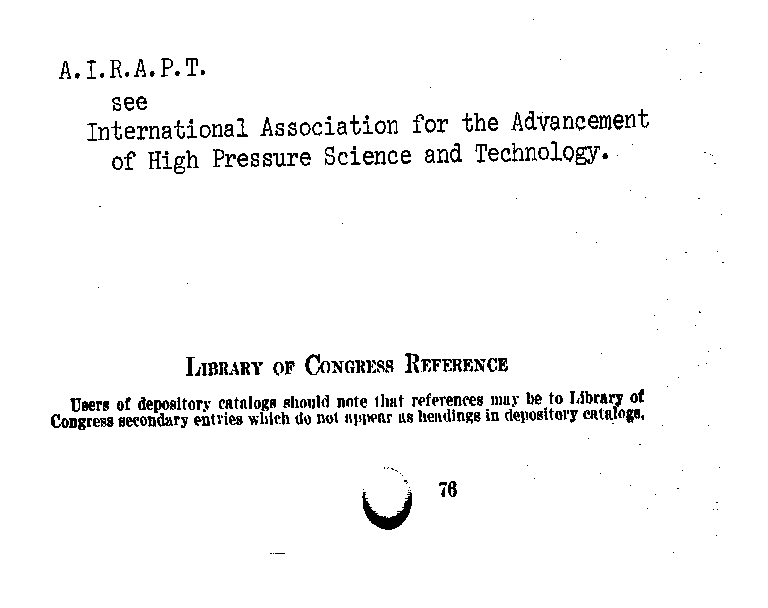 A.I.R.A.P.T.
see
International Association for the Advancement
of High Pressure Science and Technology.
LIBRARY OF CONGRESS REFERENCE
Users of depository catalogs should note that references may be to Library of
Congress secondary entries which do not appear as headings in depository catalogs.
76